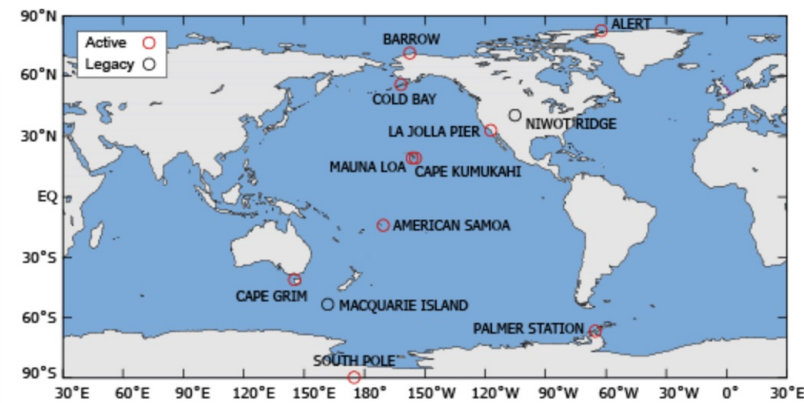 90°N
Active
Legacy
BARROW
ALERT
60°N
COLD BAY
NIWOT RIDGE
LA JOLLA PIER
30°N
MAUNA LOA
CAPE KUMUKAHI
EQ
AMERICAN SAMOA
30°S
CAPE GRIM
MACQUARIE ISLAND
60°S
PALMER STATION
SOUTH POLE
90°S
30°E 60°E 90°E 120°E 150°E 180° 150°W 120°W 90°W 60°W 30°W 0° 30°E